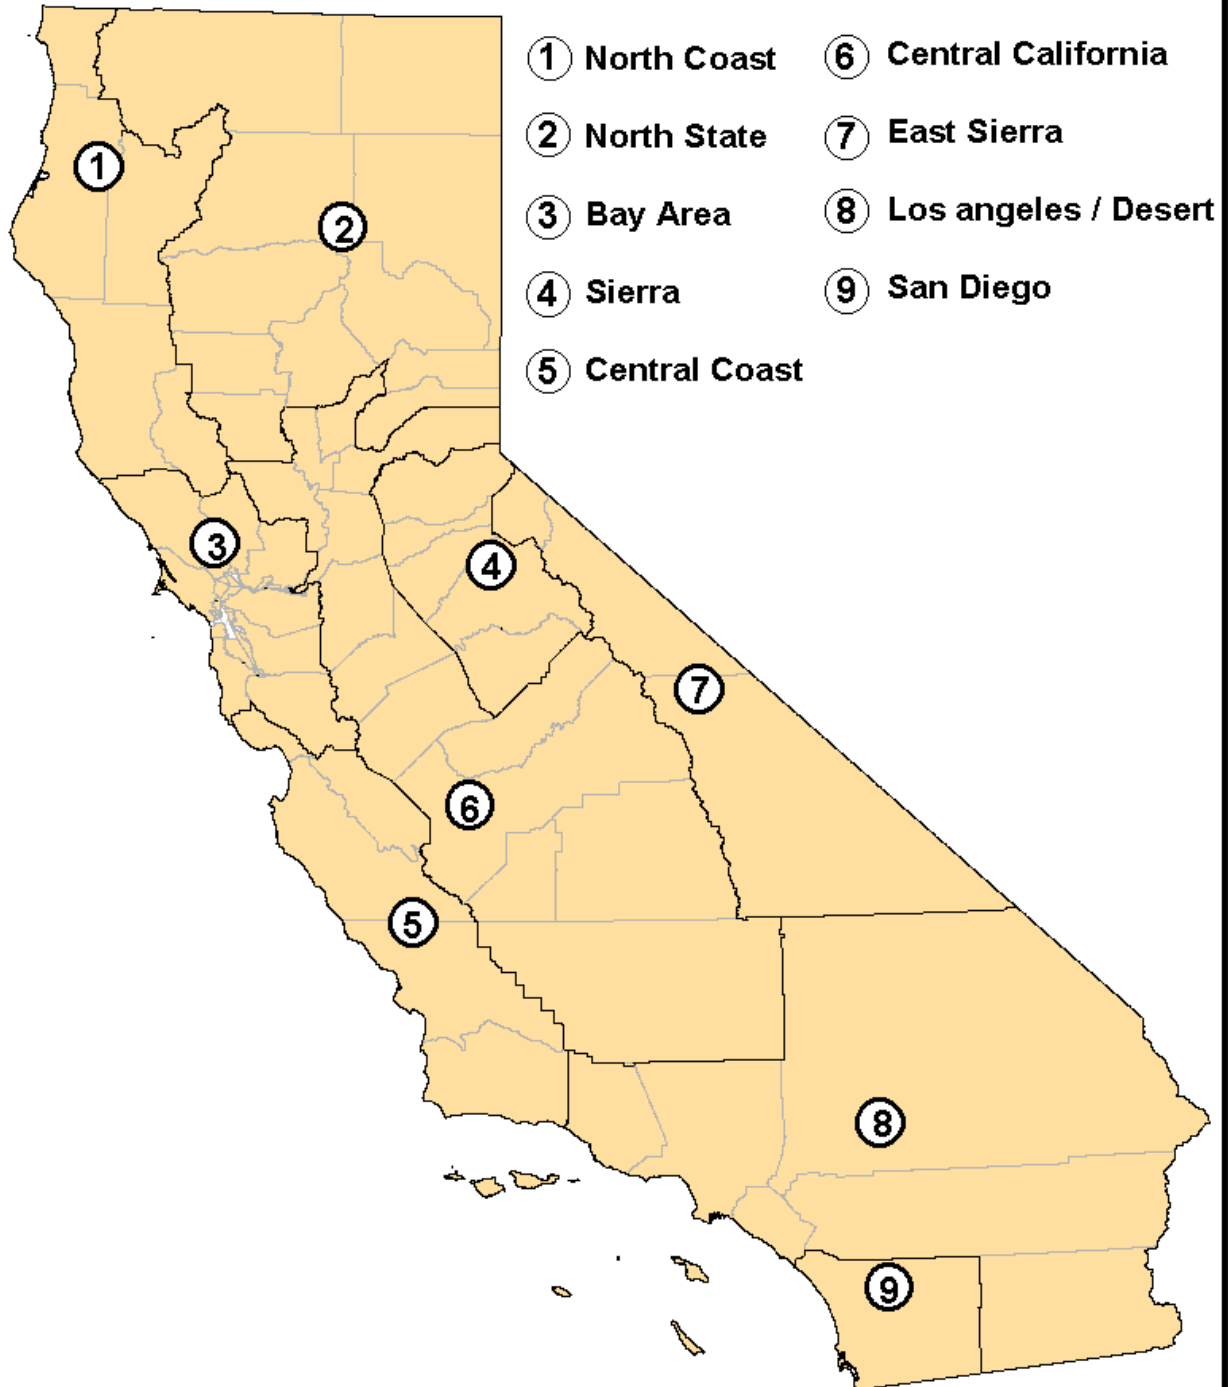 1 North Coast
2 North State
3 Bay Area
4 Sierra
5 Central Coast
6 Central California
7 East Sierra
8 Los angeles / Desert
9 San Diego
1
2
3
4
7
6
5
8
9